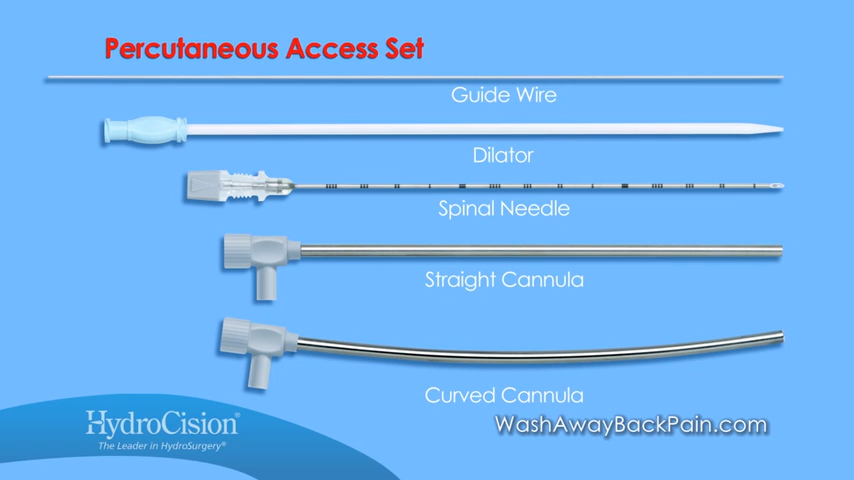 Percutaneous Access Set
Guide Wire
Dilator
Spinal Needle
Straight Cannula
Curved Cannula
HydroCision®
The Leader in HydroSurgery®
WashAwayBackPain.com